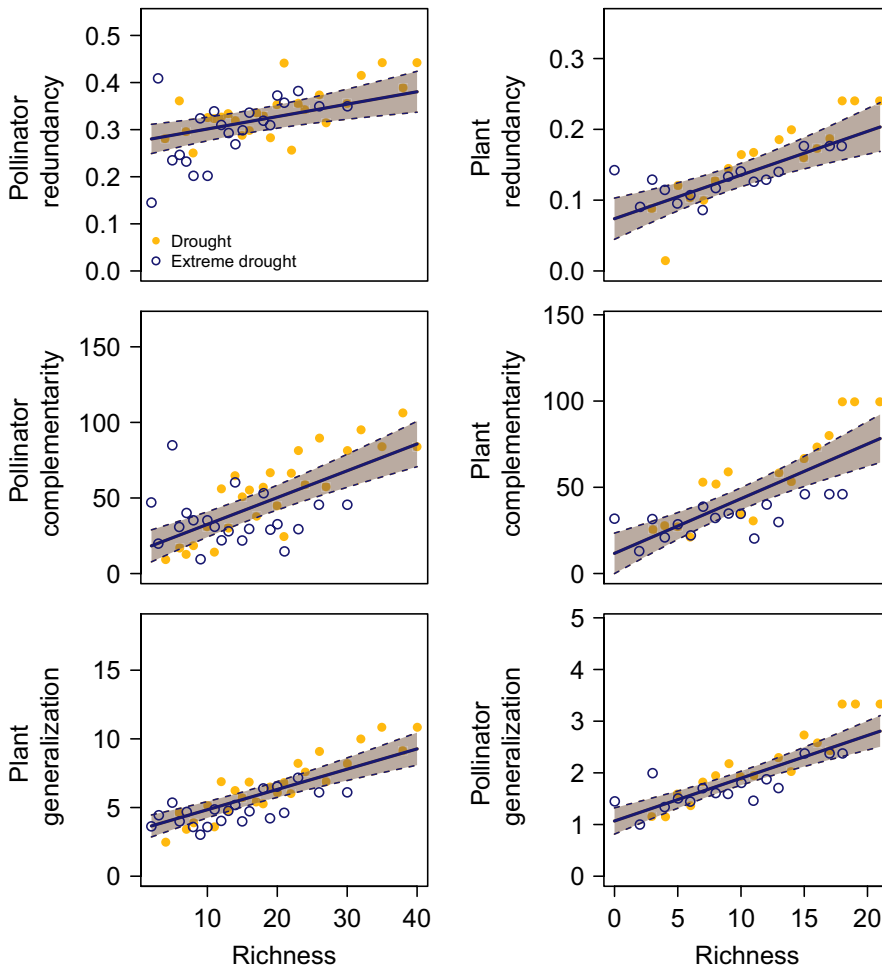 Pollinator
redundancy
0.5
0.4
0.3
0.2
0.1
0.0
Drought
Extreme drought
Plant
redundancy
0.3
0.2
0.1
0.0
Pollinator
complementarity
150
100
50
0
Plant
complementarity
150
100
50
0
Plant
generalization
15
10
5
0
10 20 30 40
Richness
Pollinator
generalization
5
4
3
2
1
0
0 5 10 15 20
Richness